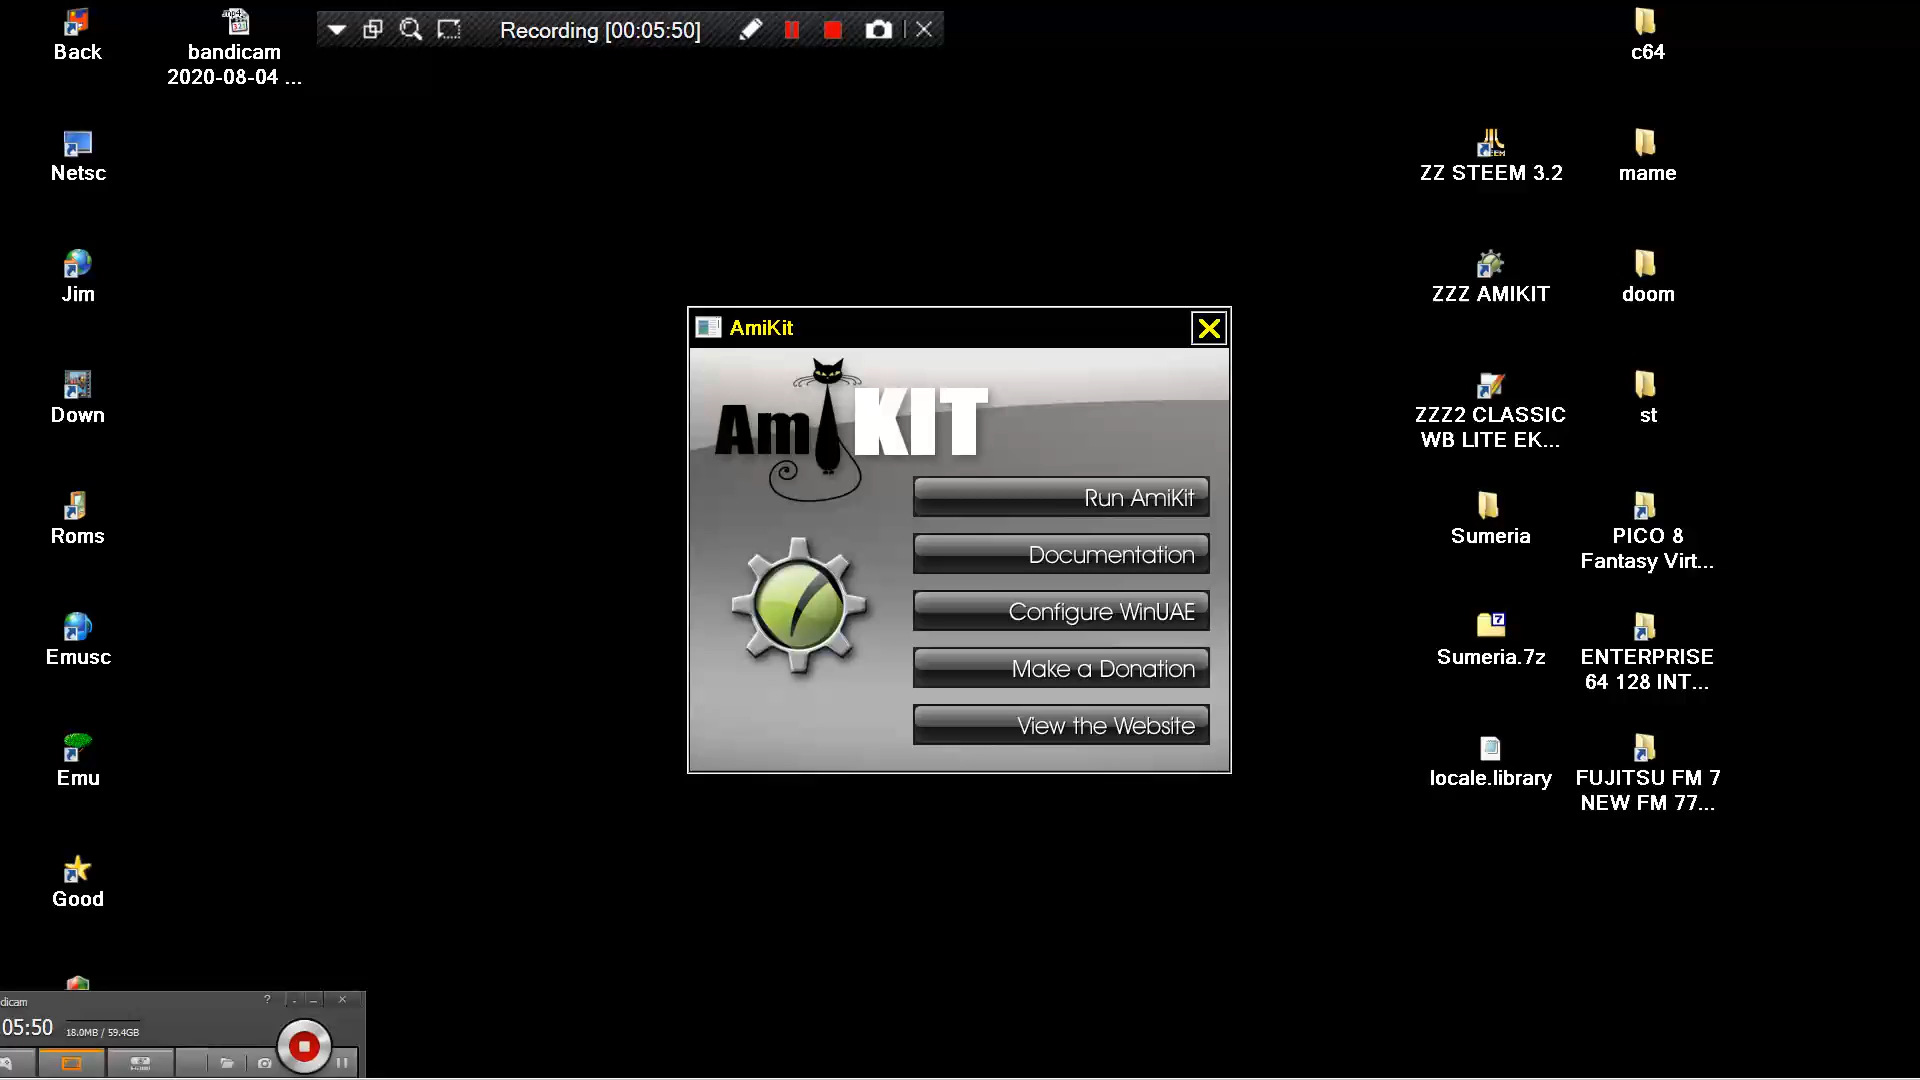 Recording [00:05:50]
Back
bandicam
2020-08-04 ...
Netsc
Jim
Down
Roms
Emusc
Emu
Good
AmiKit
AmiKIT
Run AmiKit
Documentation
Configure WinUAE
Make a Donation
View the Website
c64
ZZ STEEM 3.2
mame
ZZZ AMIKIT
doom
ZZZ2 CLASSIC
WB LITE EK...
st
Sumeria
PICO 8
Fantasy Virt...
Sumeria.7z
ENTERPRISE
64 128 INT...
locale.library
FUJITSU FM 7
NEW FM 77...
dicam
05:50
18.0MB / 59.4GB